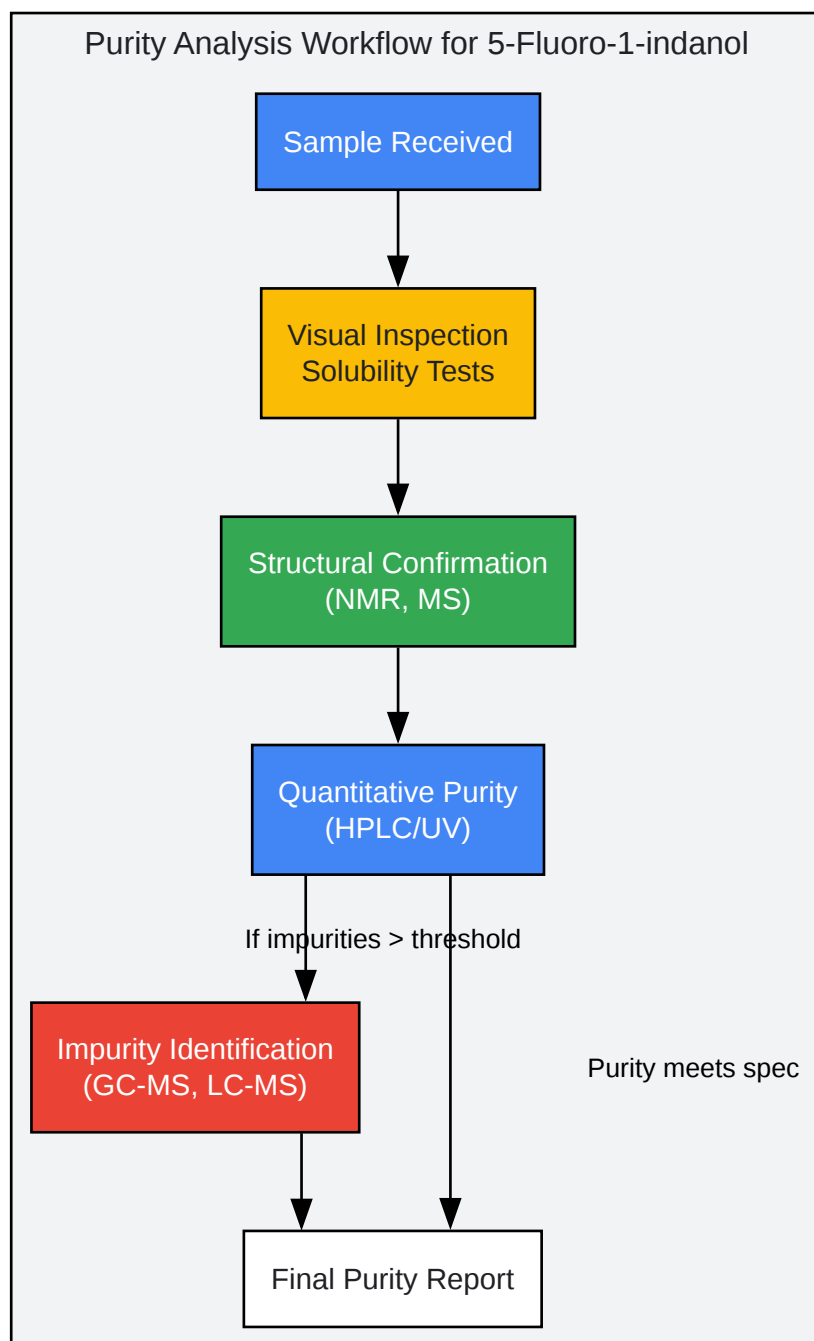 Purity Analysis Workflow for 5-Fluoro-1-indanol
Sample Received
Visual Inspection
Solubility Tests
Structural Confirmation
(NMR, MS)
Quantitative Purity
(HPLC/UV)
If impurities > threshold
Impurity Identification
(GC-MS, LC-MS)
Purity meets spec
Final Purity Report